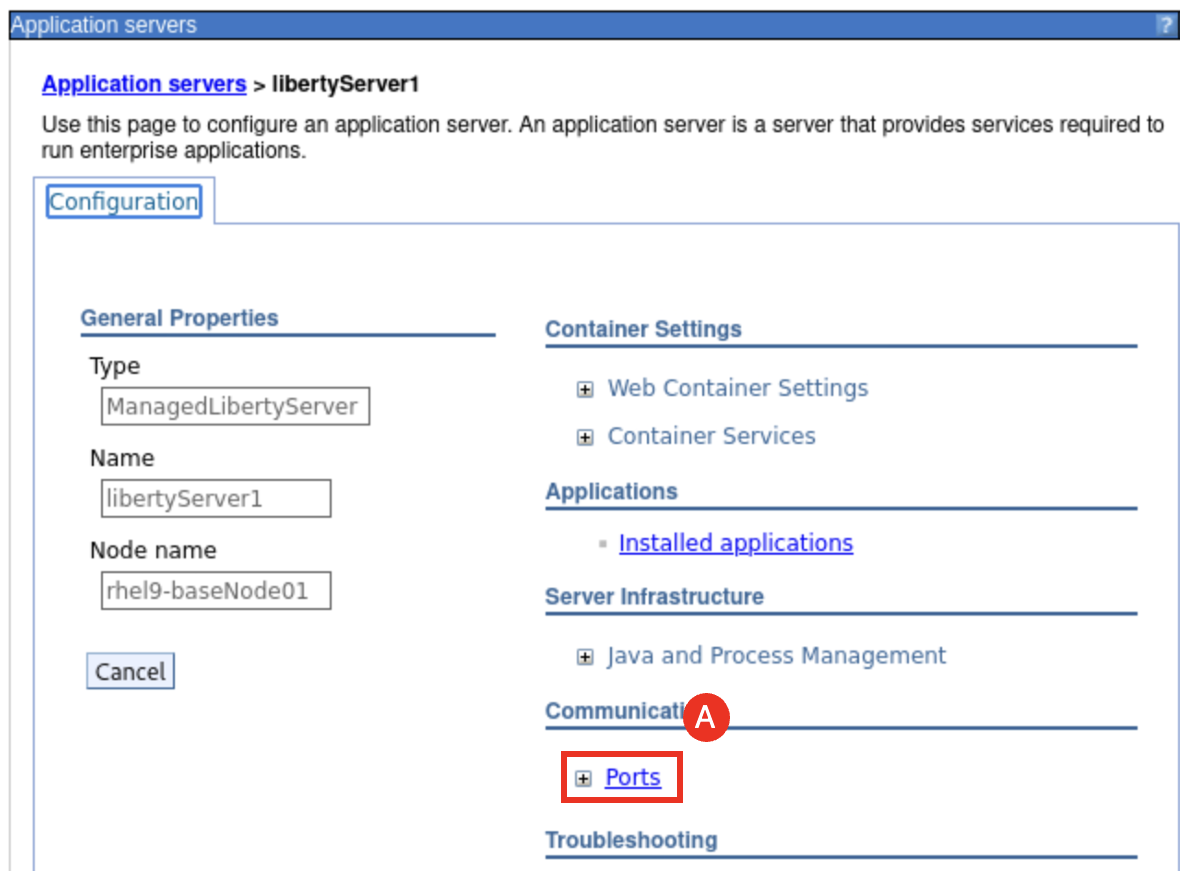 Application servers ?
Application servers > libertyServer1
Use this page to configure an application server. An application server is a server that provides services required to
run enterprise applications.
Configuration
General Properties
Type
ManagedLibertyServer
Name
libertyServer1
Node name
rhel9-baseNode01
Cancel
Container Settings
Web Container Settings
Container Services
Applications
Installed applications
Server Infrastructure
Java and Process Management
Communicati
A
Ports
Troubleshooting